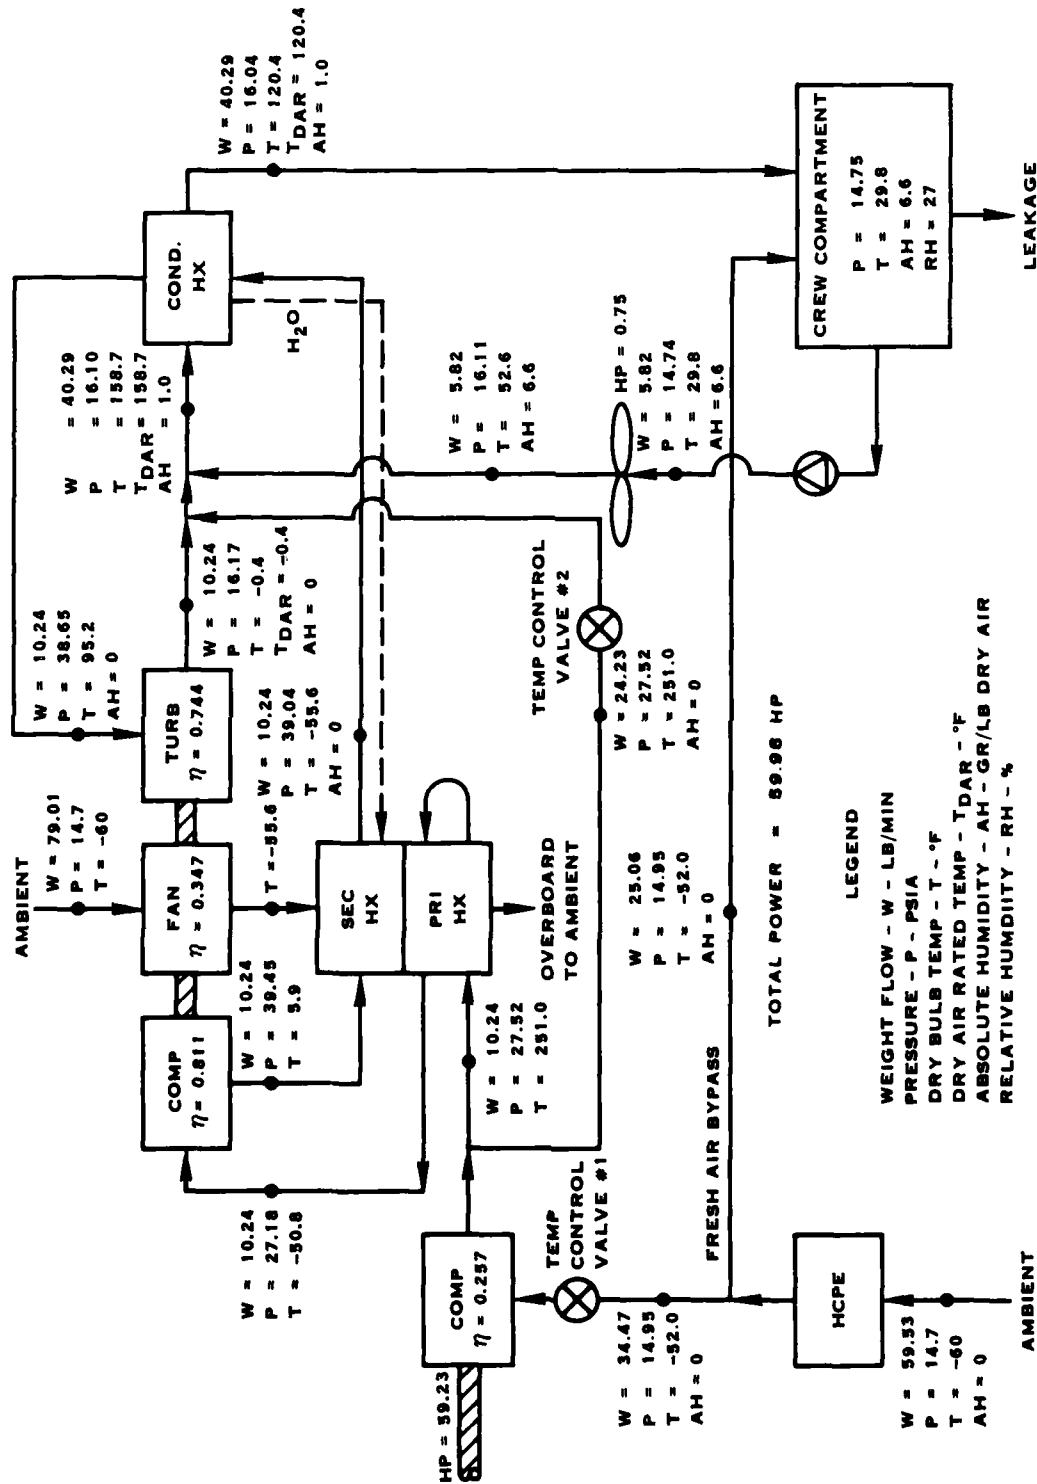 AMBIENT
W = 79.01
P = 14.7
T = -60
COMP
η = 0.811
FAN
η = 0.347
TURB
η = 0.744
W = 10.24
P = 38.65
T = 95.2
AH = 0
W = 40.29
P = 16.10
T = 158.7
TDAR = 158.7
AH = 1.0
COND.
HX
W = 40.29
P = 16.04
T = 120.4
TDAR = 120.4
AH = 1.0
W = 10.24
P = 16.17
T = -0.4
TDAR = -0.4
AH = 0
H2O
W = 10.24
P = 27.18
T = -50.8
W = 10.24
P = 39.45
T = 5.9
T = -55.6
W = 10.24
P = 39.04
T = -55.6
AH = 0
SEC
HX
PRI
HX
OVERBOARD
TO AMBIENT
W = 5.82
P = 16.11
T = 52.6
AH = 6.6
HP = 0.75
W = 5.82
P = 14.74
T = 29.8
AH = 6.6
HP = 59.23
COMP
η = 0.257
W = 10.24
P = 27.52
T = 251.0
TEMP CONTROL
VALVE #2
W = 24.23
P = 27.52
T = 251.0
AH = 0
TEMP
CONTROL
VALVE #1
W = 34.47
P = 14.95
T = -52.0
AH = 0
FRESH AIR BYPASS
W = 25.06
P = 14.95
T = -52.0
AH = 0
CREW COMPARTMENT
P = 14.75
T = 29.8
AH = 6.6
RH = 27
LEAKAGE
HCPE
W = 59.53
P = 14.7
T = -60
AH = 0
AMBIENT
TOTAL POWER = 59.98 HP
LEGEND
WEIGHT FLOW - W - LB/MIN
PRESSURE - P - PSIA
DRY BULB TEMP - T - °F
DRY AIR RATED TEMP - TDAR - °F
ABSOLUTE HUMIDITY - AH - GR/LB DRY AIR
RELATIVE HUMDIITY - RH - %